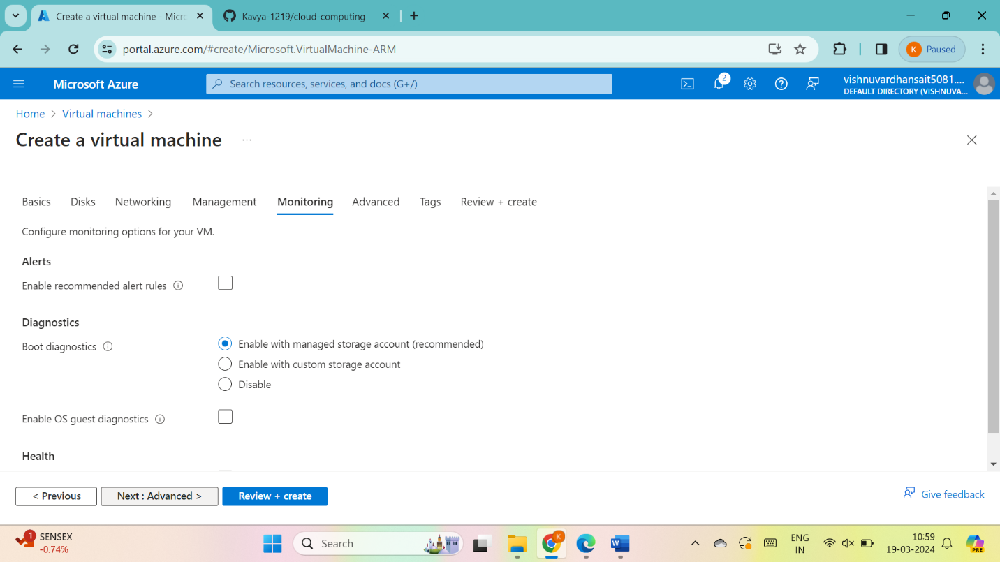 Create a virtual machine - Micro
Kavya-1219/cloud-computing
portal.azure.com/#create/Microsoft.VirtualMachine-ARM
K
Paused
Microsoft Azure
Search resources, services, and docs (G+/)
2
vishnuvardhansait5081....
DEFAULT DIRECTORY (VISHNUVA...
Home > Virtual machines >
Create a virtual machine ...
Basics Disks Networking Management Monitoring Advanced Tags Review + create
Configure monitoring options for your VM.
Alerts
Enable recommended alert rules
Diagnostics
Boot diagnostics
Enable with managed storage account (recommended)
Enable with custom storage account
Disable
Enable OS guest diagnostics
Health
< Previous
Next : Advanced >
Review + create
Give feedback
1
SENSEX
-0.74%
Search
K
ENG
IN
10:59
19-03-2024
PRE